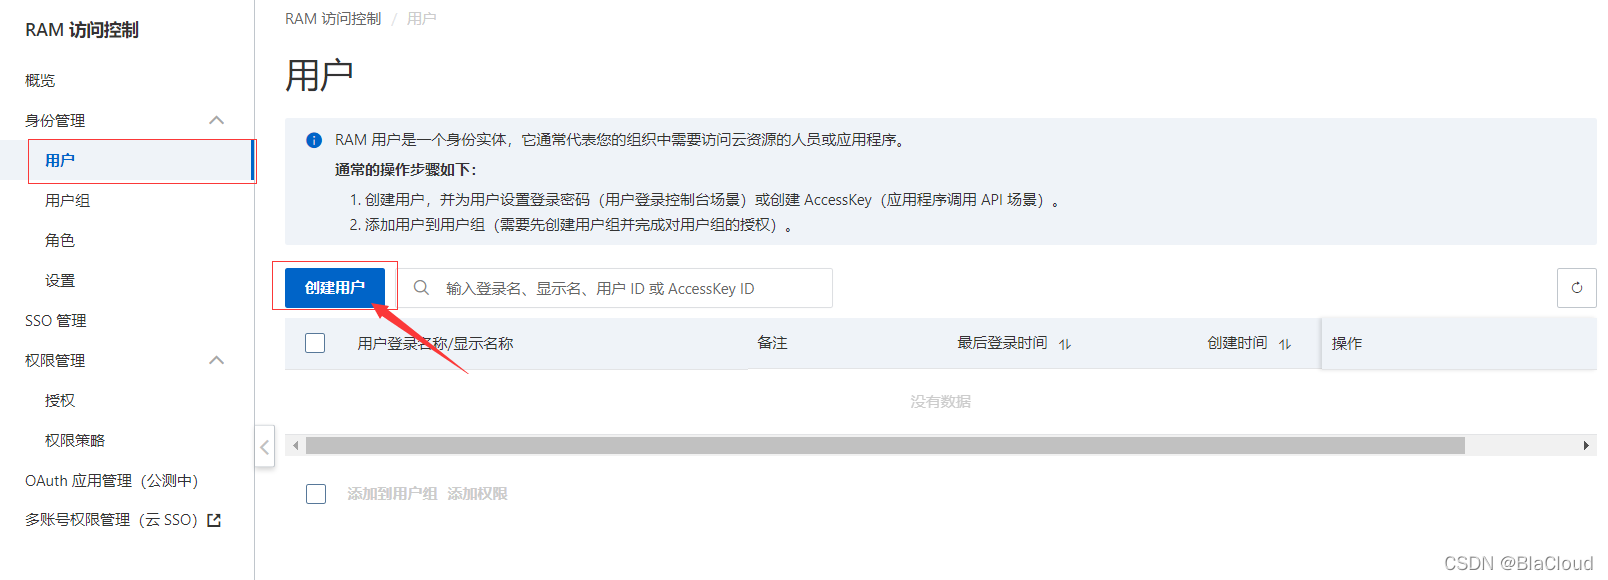 RAM 访问控制
概览
身份管理
用户
用户组
角色
设置
SSO 管理
权限管理
授权
权限策略
OAuth 应用管理（公测中）
多账号权限管理（云 SSO）
RAM 访问控制 / 用户
用户
RAM 用户是一个身份实体，它通常代表您的组织中需要访问云资源的人员或应用程序。
通常的操作步骤如下：
1. 创建用户，并为用户设置登录密码（用户登录控制台场景）或创建 AccessKey（应用程序调用 API 场景）。
2. 添加用户到用户组（需要先创建用户组并完成对用户组的授权）。
创建用户 输入登录名、显示名、用户 ID 或 AccessKey ID
用户登录名称/显示名称 备注 最后登录时间 创建时间 操作
没有数据
添加到用户组 添加权限
CSDN @BlaCloud